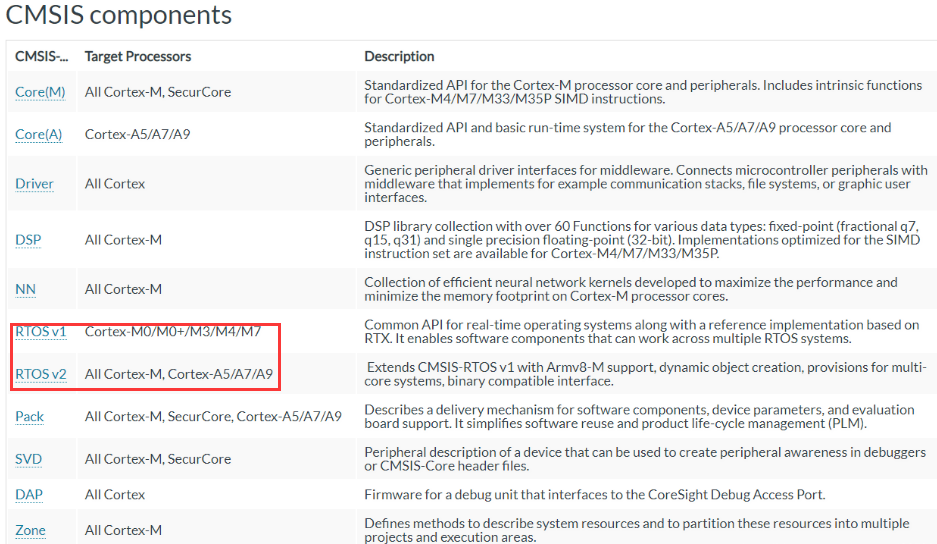 CMSIS components
CMSIS-... Target Processors Description
Core(M) All Cortex-M, SecurCore Standardized API for the Cortex-M processor core and peripherals. Includes intrinsic functions
for Cortex-M4/M7/M33/M35P SIMD instructions.
Core(A) Cortex-A5/A7/A9 Standardized API and basic run-time system for the Cortex-A5/A7/A9 processor core and
peripherals.
Driver All Cortex Generic peripheral driver interfaces for middleware. Connects microcontroller peripherals with
middleware that implements for example communication stacks, file systems, or graphic user
interfaces.
DSP All Cortex-M DSP library collection with over 60 Functions for various data types: fixed-point (fractional q7,
q15, q31) and single precision floating-point (32-bit). Implementations optimized for the SIMD
instruction set are available for Cortex-M4/M7/M33/M35P.
NN All Cortex-M Collection of efficient neural network kernels developed to maximize the performance and
minimize the memory footprint on Cortex-M processor cores.
RTOS v1 Cortex-M0/M0+/M3/M4/M7 Common API for real-time operating systems along with a reference implementation based on
RTX. It enables software components that can work across multiple RTOS systems.
RTOS v2 All Cortex-M, Cortex-A5/A7/A9 Extends CMSIS-RTOS v1 with Armv8-M support, dynamic object creation, provisions for multi-
core systems, binary compatible interface.
Pack All Cortex-M, SecurCore, Cortex-A5/A7/A9 Describes a delivery mechanism for software components, device parameters, and evaluation
board support. It simplifies software reuse and product life-cycle management (PLM).
SVD All Cortex-M, SecurCore Peripheral description of a device that can be used to create peripheral awareness in debuggers
or CMSIS-Core header files.
DAP All Cortex Firmware for a debug unit that interfaces to the CoreSight Debug Access Port.
Zone All Cortex-M Defines methods to describe system resources and to partition these resources into multiple
projects and execution areas.